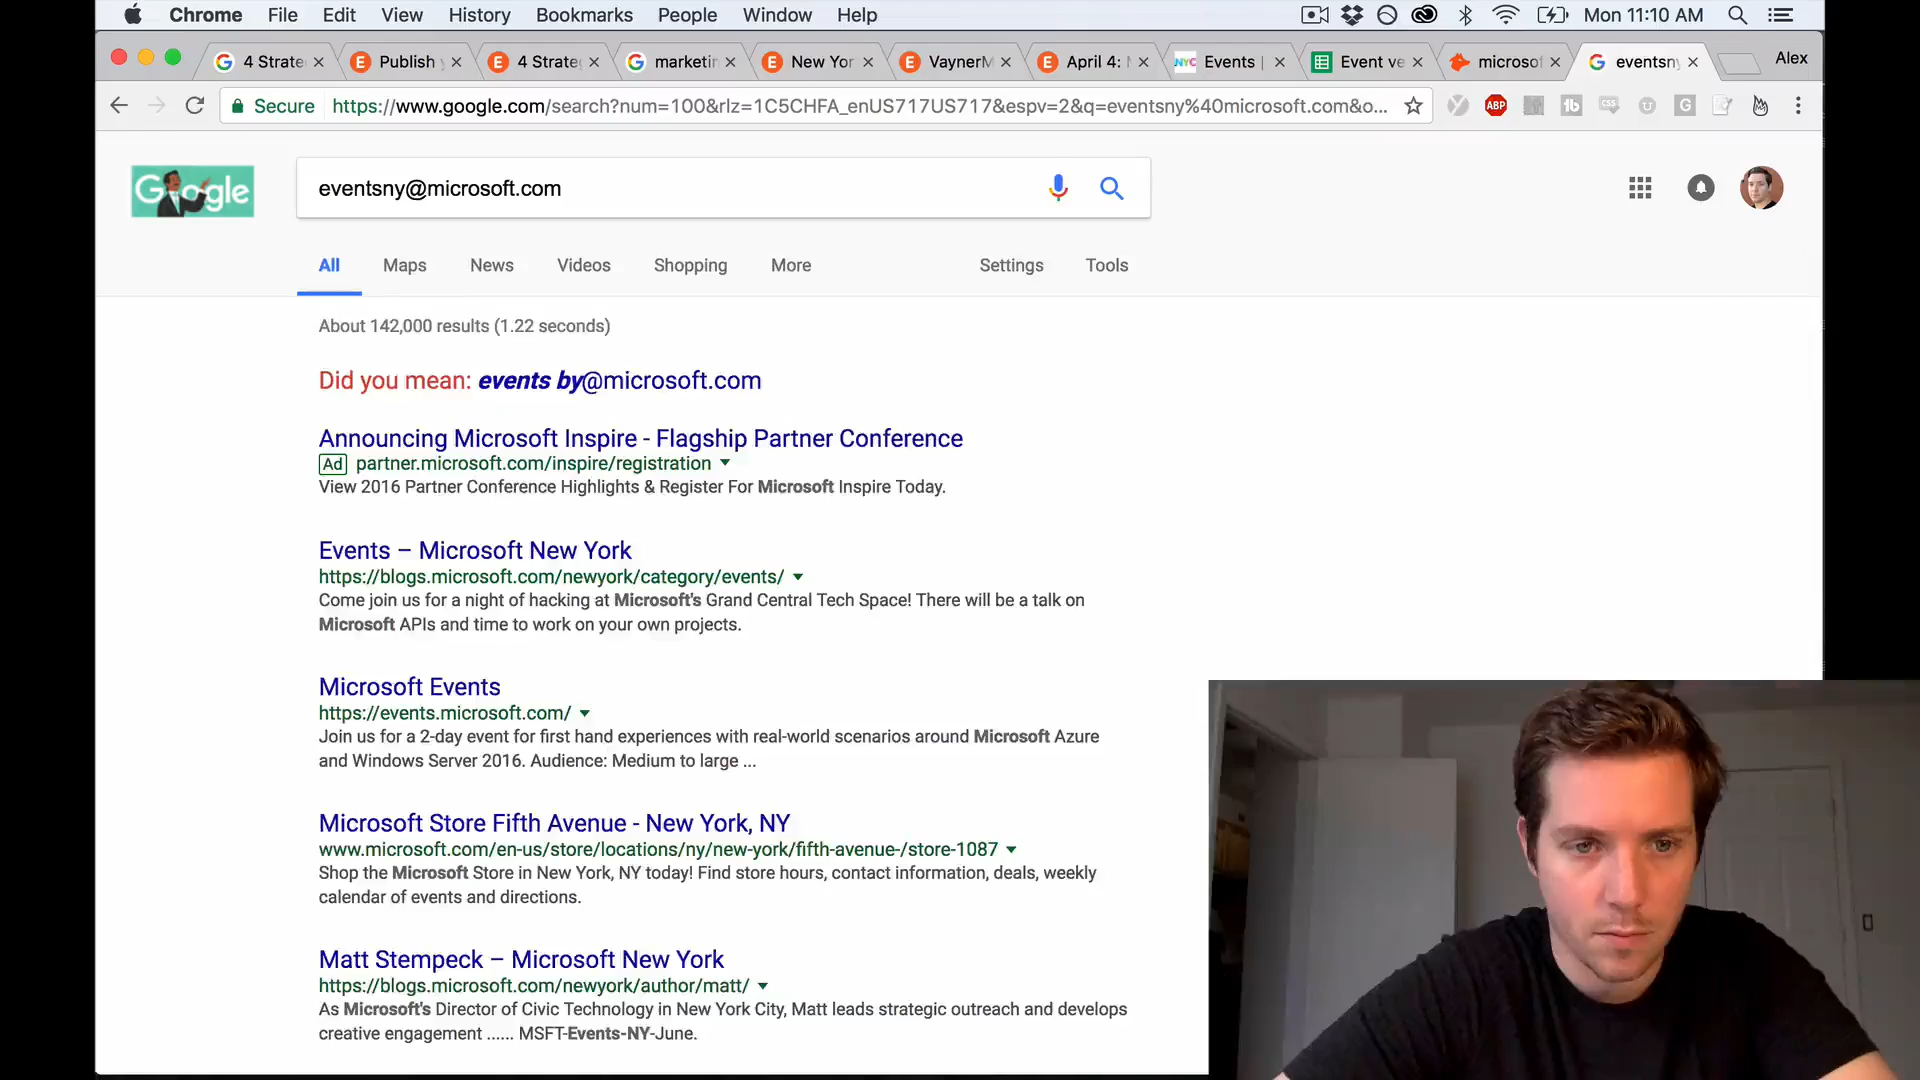 Chrome File Edit View History Bookmarks People Window Help Mon 11:10 AM
4 Strate Publish y 4 Strate marketin New Yor VaynerM April 4: Events | Event ve microsof eventsny Alex
Secure https://www.google.com/search?num=100&rlz=1C5CHFA_enUS717US717&espv=2&q=eventsny%40microsoft.com&o... ABP tb CSS G
Google eventsny@microsoft.com
All Maps News Videos Shopping More Settings Tools
About 142,000 results (1.22 seconds)
Did you mean: events by@microsoft.com
Announcing Microsoft Inspire - Flagship Partner Conference
Ad partner.microsoft.com/inspire/registration
View 2016 Partner Conference Highlights & Register For Microsoft Inspire Today.
Events – Microsoft New York
https://blogs.microsoft.com/newyork/category/events/
Come join us for a night of hacking at Microsoft's Grand Central Tech Space! There will be a talk on
Microsoft APIs and time to work on your own projects.
Microsoft Events
https://events.microsoft.com/
Join us for a 2-day event for first hand experiences with real-world scenarios around Microsoft Azure
and Windows Server 2016. Audience: Medium to large ...
Microsoft Store Fifth Avenue - New York, NY
www.microsoft.com/en-us/store/locations/ny/new-york/fifth-avenue-/store-1087
Shop the Microsoft Store in New York, NY today! Find store hours, contact information, deals, weekly
calendar of events and directions.
Matt Stempeck – Microsoft New York
https://blogs.microsoft.com/newyork/author/matt/
As Microsoft's Director of Civic Technology in New York City, Matt leads strategic outreach and develops
creative engagement ...... MSFT-Events-NY-June.